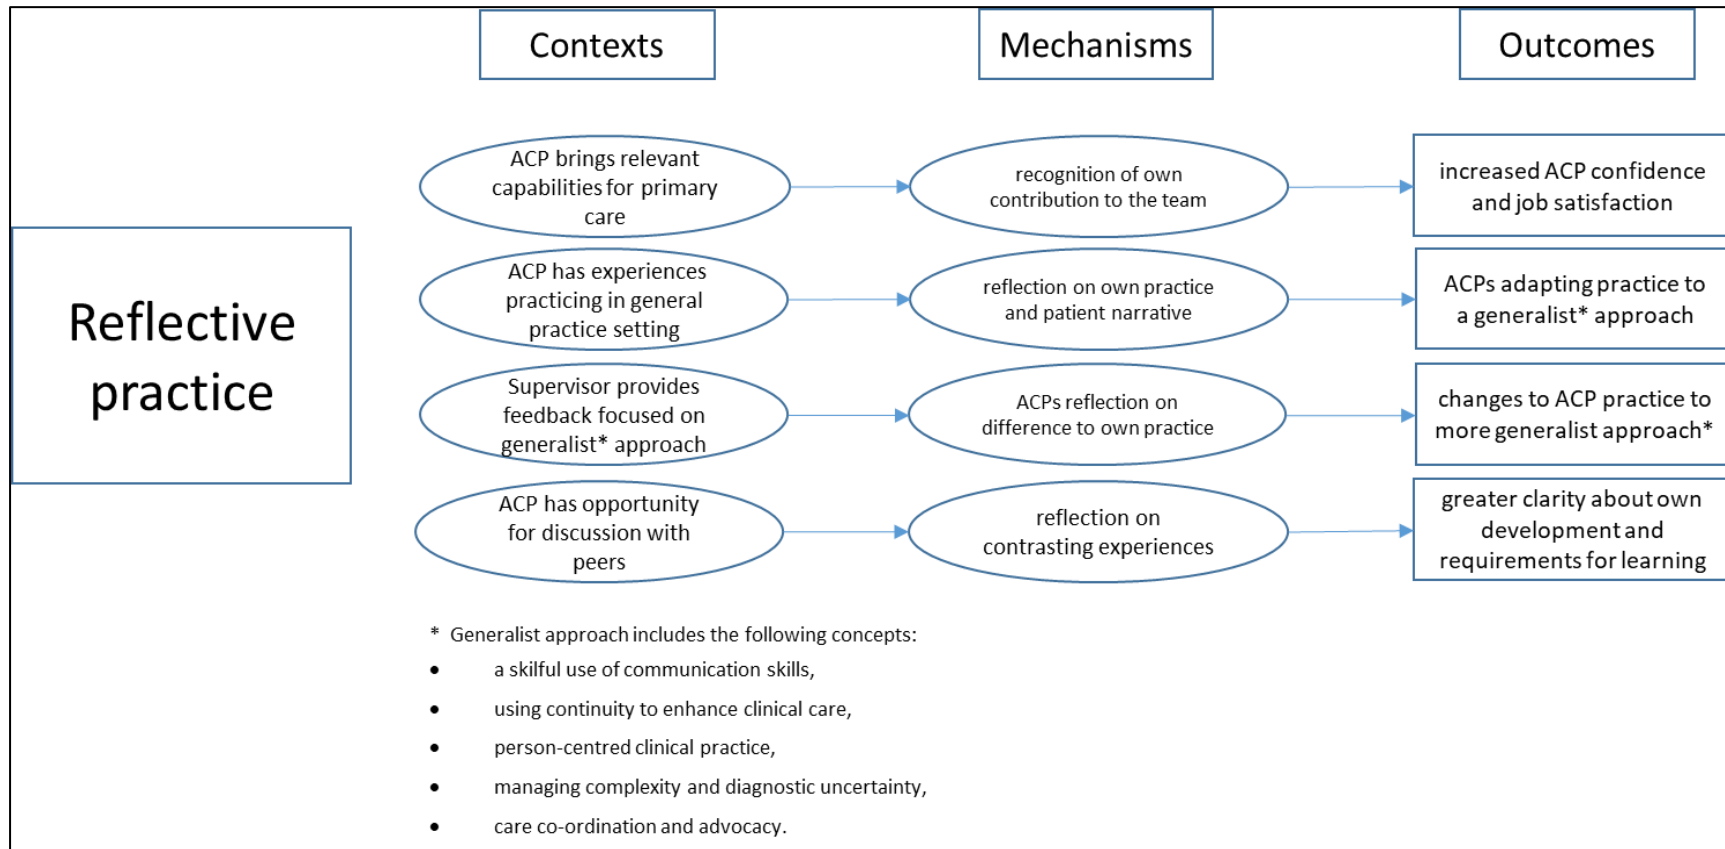 Contexts
Mechanisms
Outcomes
Reflective
practice
ACP brings relevant
capabilities for primary
care
recognition of own
contribution to the team
increased ACP confidence
and job satisfaction
ACP has experiences
practicing in general
practice setting
reflection on own practice
and patient narrative
ACPs adapting practice to
a generalist* approach
Supervisor provides
feedback focused on
generalist* approach
ACPs reflection on
difference to own practice
changes to ACP practice to
more generalist approach*
ACP has opportunity
for discussion with
peers
reflection on
contrasting experiences
greater clarity about own
development and
requirements for learning
* Generalist approach includes the following concepts:
• a skilful use of communication skills,
• using continuity to enhance clinical care,
• person-centred clinical practice,
• managing complexity and diagnostic uncertainty,
• care co-ordination and advocacy.